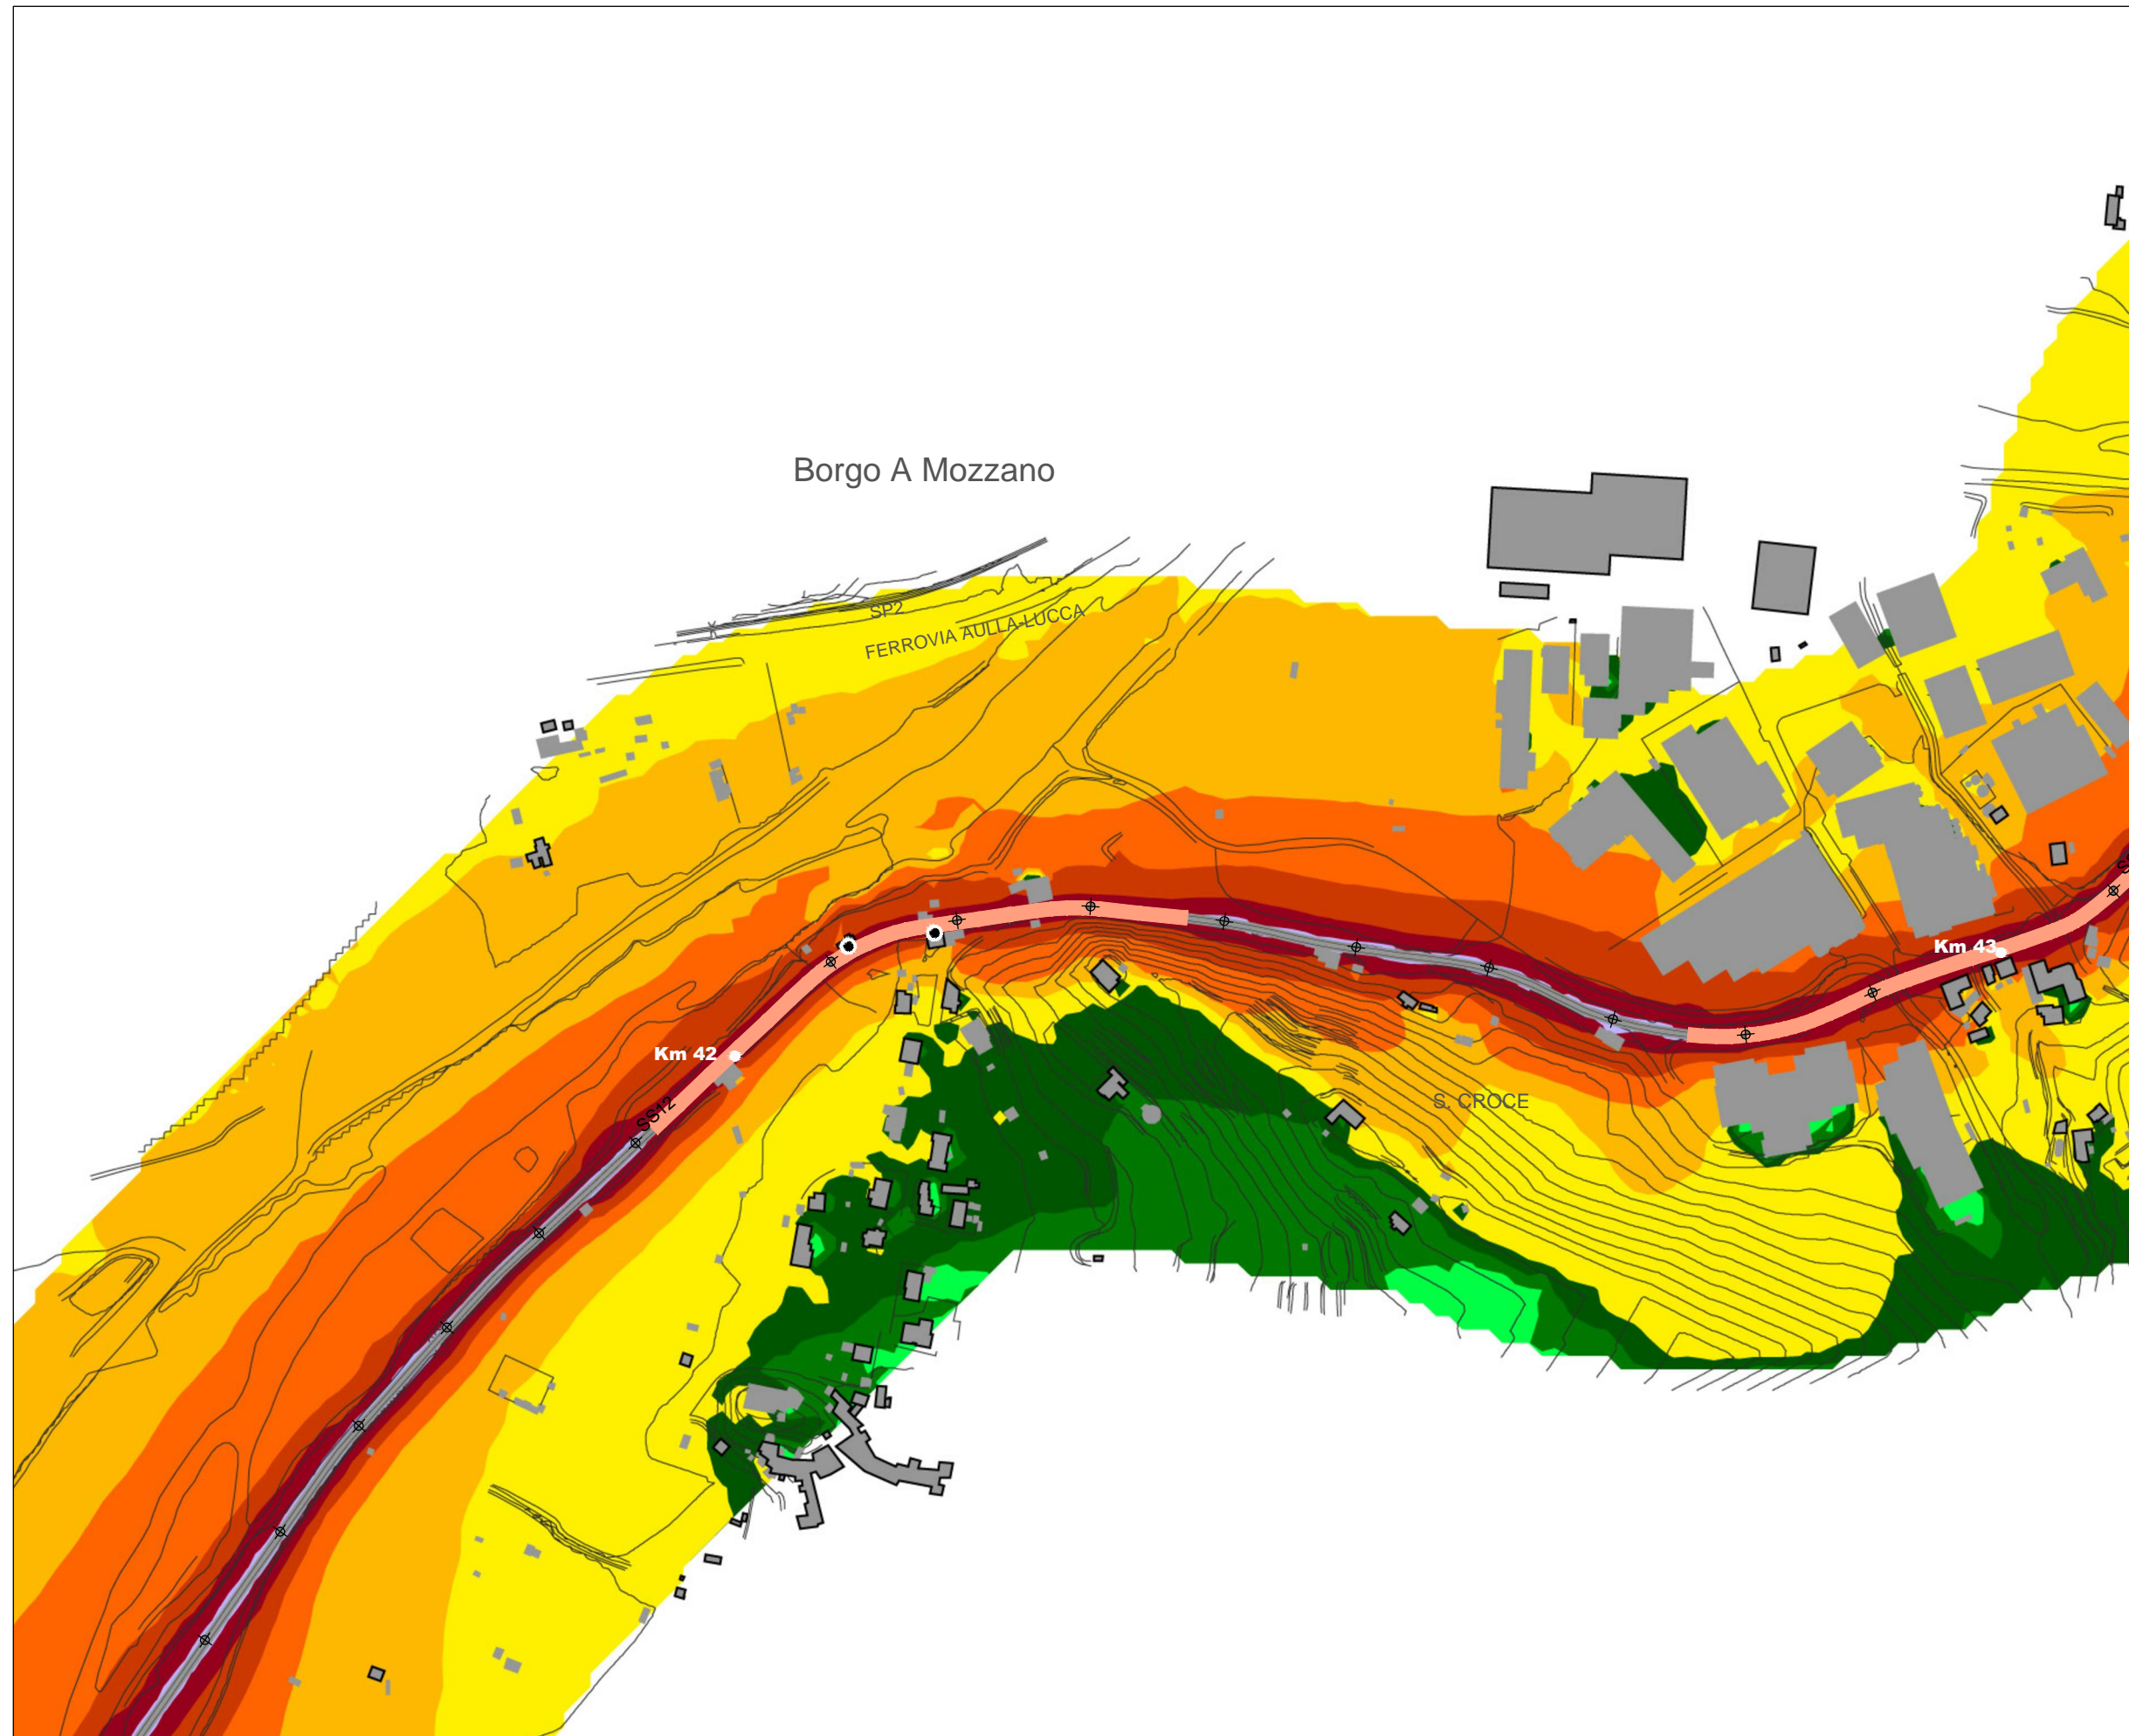 Borgo A Mozzano
SP2
FERROVIA AULLA-LUCCA
Km 43
Km 42
S. CROCE
SS12